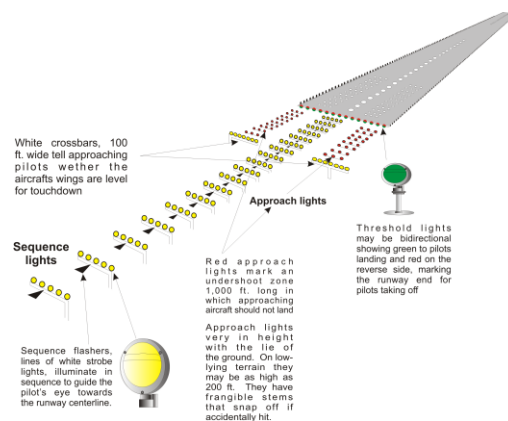 White crossbars, 100
ft. wide tell approaching
pilots wether the
aircrafts wings are level
for touchdown
Approach lights
Threshold lights
may be bidirectional
showing green to pilots
landing and red on the
reverse side, marking
the runway end for
pilots taking off
Sequence
lights
Red approach
lights mark an
undershoot zone
1,000 ft. long in
which approaching
aircraft should not land
Approach lights
very in height
with the lie of
the ground. On low-
lying terrain they
may be as high as
200 ft. They have
frangible stems
that snap off if
accidentally hit.
Sequence flashers,
lines of white strobe
lights, illuminate in
sequence to guide the
pilot's eye towards
the runway centerline.